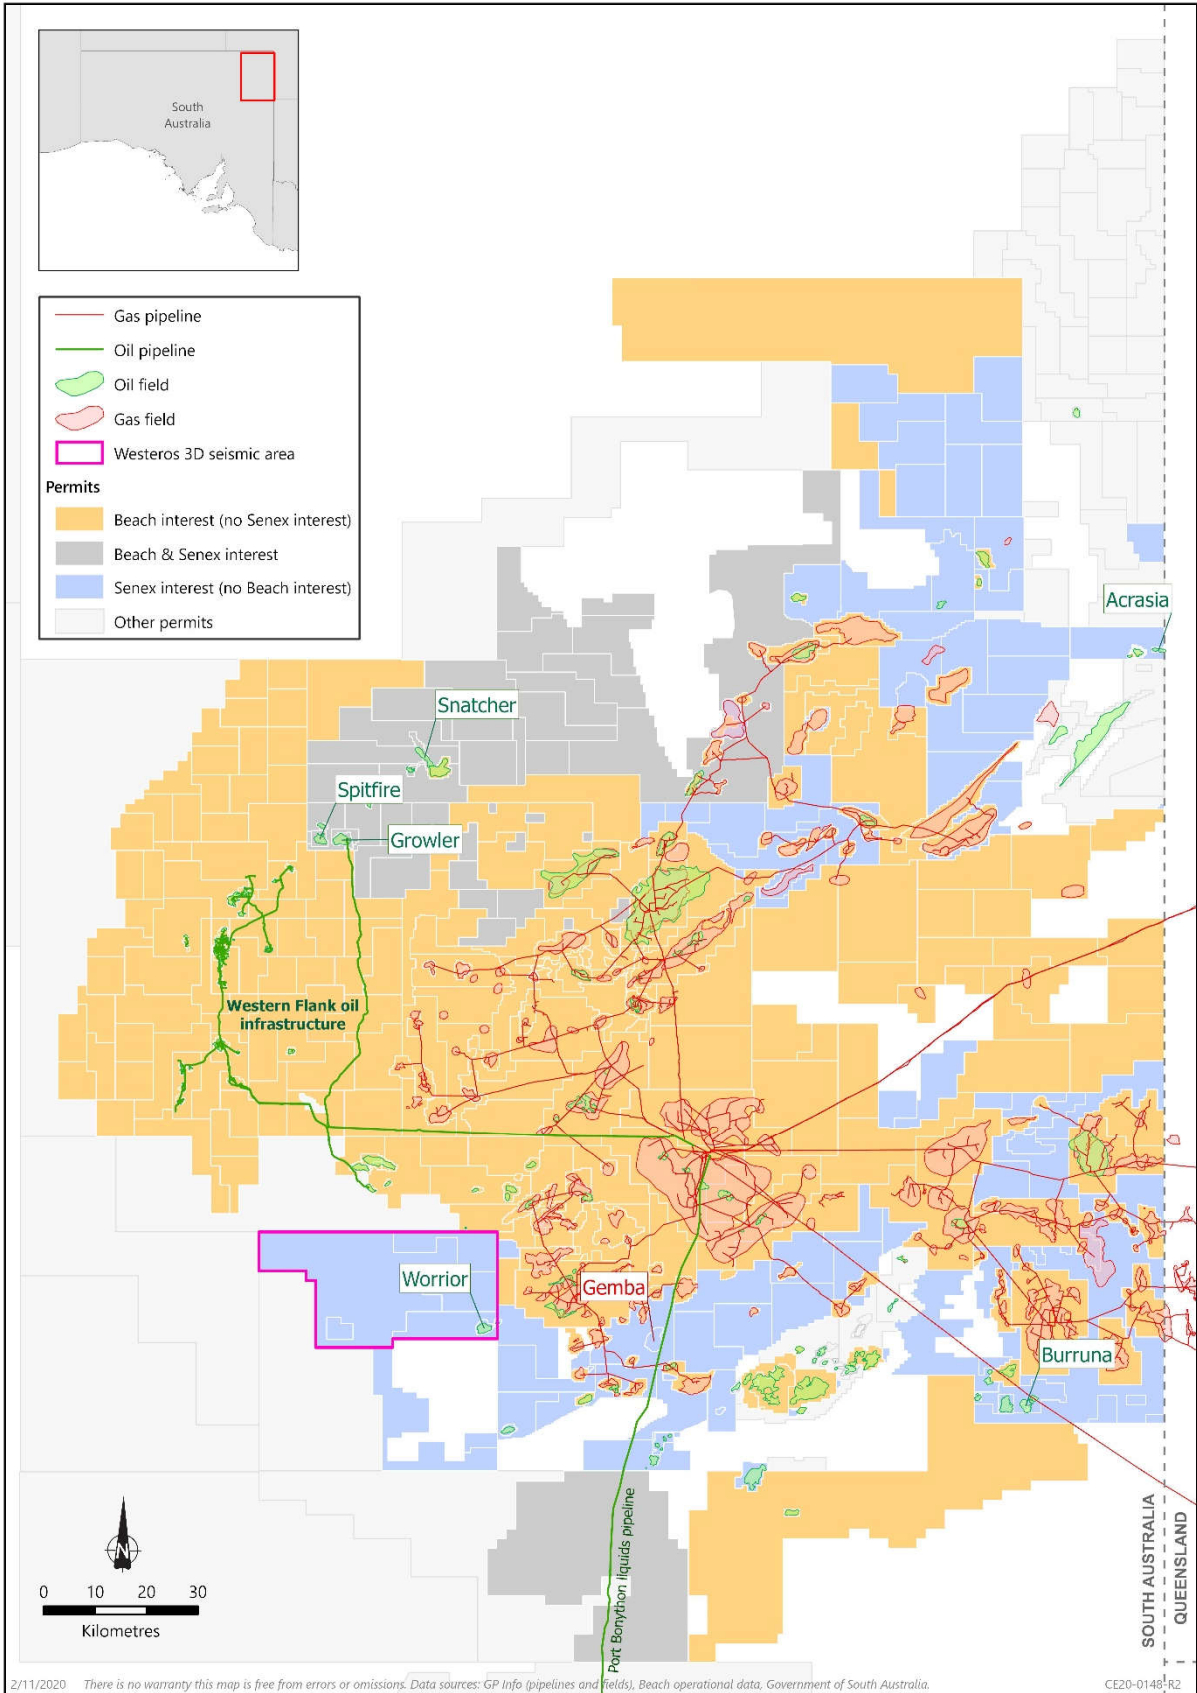 South
Australia
Gas pipeline
Oil pipeline
Oil field
Gas field
Westeros 3D seismic area
Permits
Beach interest (no Senex interest)
Beach & Senex interest
Senex interest (no Beach interest)
Other permits
Acrasia
Snatcher
Spitfire
Growler
Western Flank oil
infrastructure
Worrior
Gemba
Burruna
Port Bonython liquids pipeline
SOUTH AUSTRALIA
QUEENSLAND
N
0 10 20 30
Kilometres
2/11/2020 There is no warranty this map is free from errors or omissions. Data sources: GP Info (pipelines and fields), Beach operational data, Government of South Australia.
CE20-0148-R2